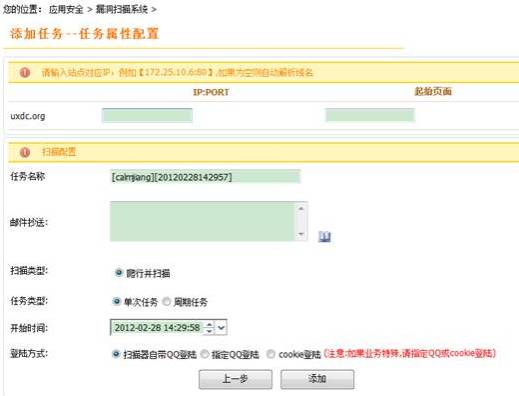 您的位置： 应用安全 > 漏洞扫描系统 >
添加任务--任务属性配置
请输入站点对应IP，例如【172.25.10.6:80】,如果为空则自动解析域名
IP:PORT 起始页面
uxdc.org
扫描配置
任务名称 [calmjiang][20120228142957]
邮件抄送:
扫描类型: 爬行并扫描
任务类型: 单次任务 周期任务
开始时间: 2012-02-28 14:29:58
登陆方式: 扫描器自带QQ登陆 指定QQ登陆 cookie登陆 (注意:如果业务特殊,请指定QQ或cookie登陆)
上一步 添加